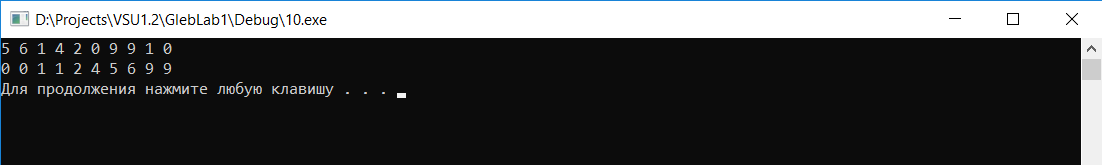 D:\Projects\VSU1.2\GlebLab1\Debug\10.exe
5 6 1 4 2 0 9 9 1 0
0 0 1 1 2 4 5 6 9 9
Для продолжения нажмите любую клавишу . . .